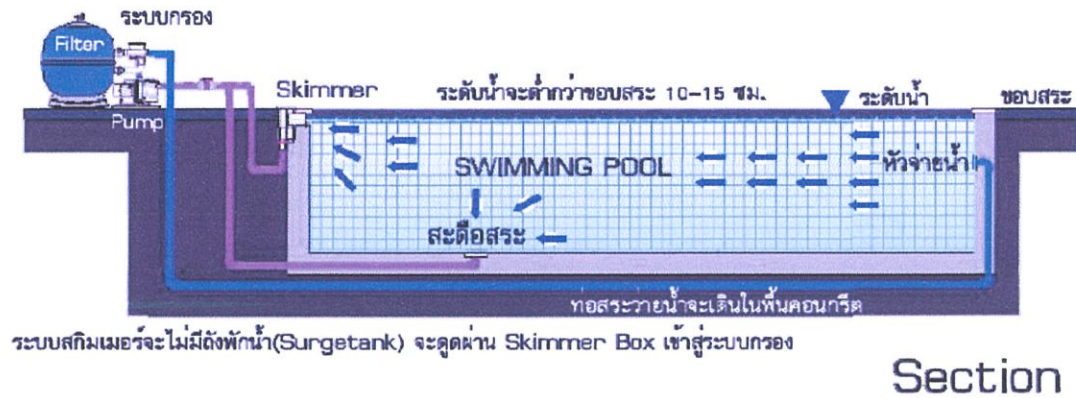 ระบบกรอง
Filter
Pump
Skimmer
ระดับน้ำจะต่ำกว่าขอบสระ 10-15 ซม.
ระดับน้ำ
ขอบสระ
SWIMMING POOL
หัวจ่ายน้ำ
สะดือสระ
ท่อสระว่ายน้ำจะเดินในพื้นคอนกรีต
ระบบสกิมเมอร์จะไม่มีถังพักน้ำ(Surgetank) จะดูดผ่าน Skimmer Box เข้าสู่ระบบกรอง
Section